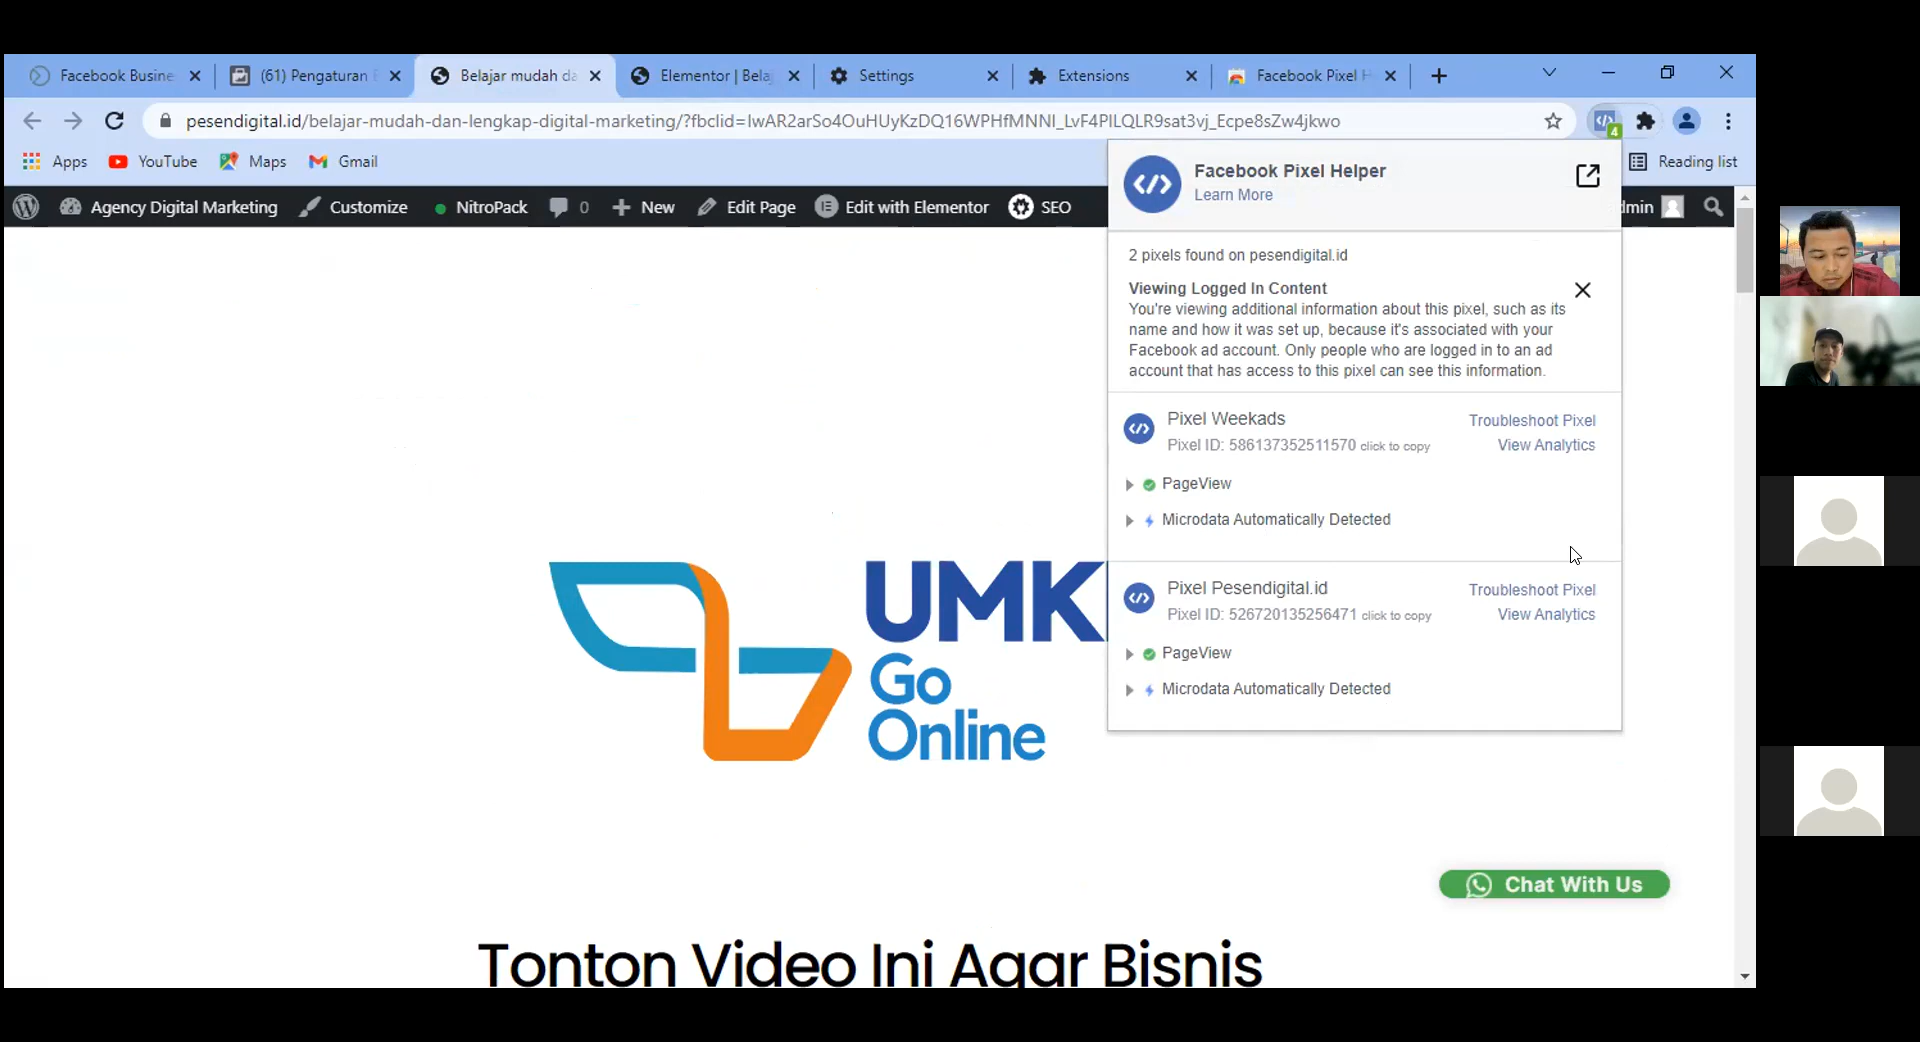 Facebook Busine
(61) Pengaturan
Belajar mudah da
Elementor | Bela
Settings
Extensions
Facebook Pixel H
pesendigital.id/belajar-mudah-dan-lengkap-digital-marketing/?fbclid=IwAR2arSo4OuHUyKzDQ16WPHfMNNI_LvF4PILQLR9sat3vj_Ecpe8sZw4jkwo
4
Apps
YouTube
Maps
Gmail
Reading list
Agency Digital Marketing
Customize
NitroPack
0
New
Edit Page
Edit with Elementor
SEO
dmin
Facebook Pixel Helper
Learn More
2 pixels found on pesendigital.id
Viewing Logged In Content
You're viewing additional information about this pixel, such as its
name and how it was set up, because it's associated with your
Facebook ad account. Only people who are logged in to an ad
account that has access to this pixel can see this information.
Pixel Weekads
Troubleshoot Pixel
Pixel ID: 586137352511570 click to copy
View Analytics
PageView
Microdata Automatically Detected
Pixel Pesendigital.id
Troubleshoot Pixel
Pixel ID: 526720135256471 click to copy
View Analytics
PageView
Microdata Automatically Detected
UMK
Go
Online
Chat With Us
Tonton Video Ini Agar Bisnis